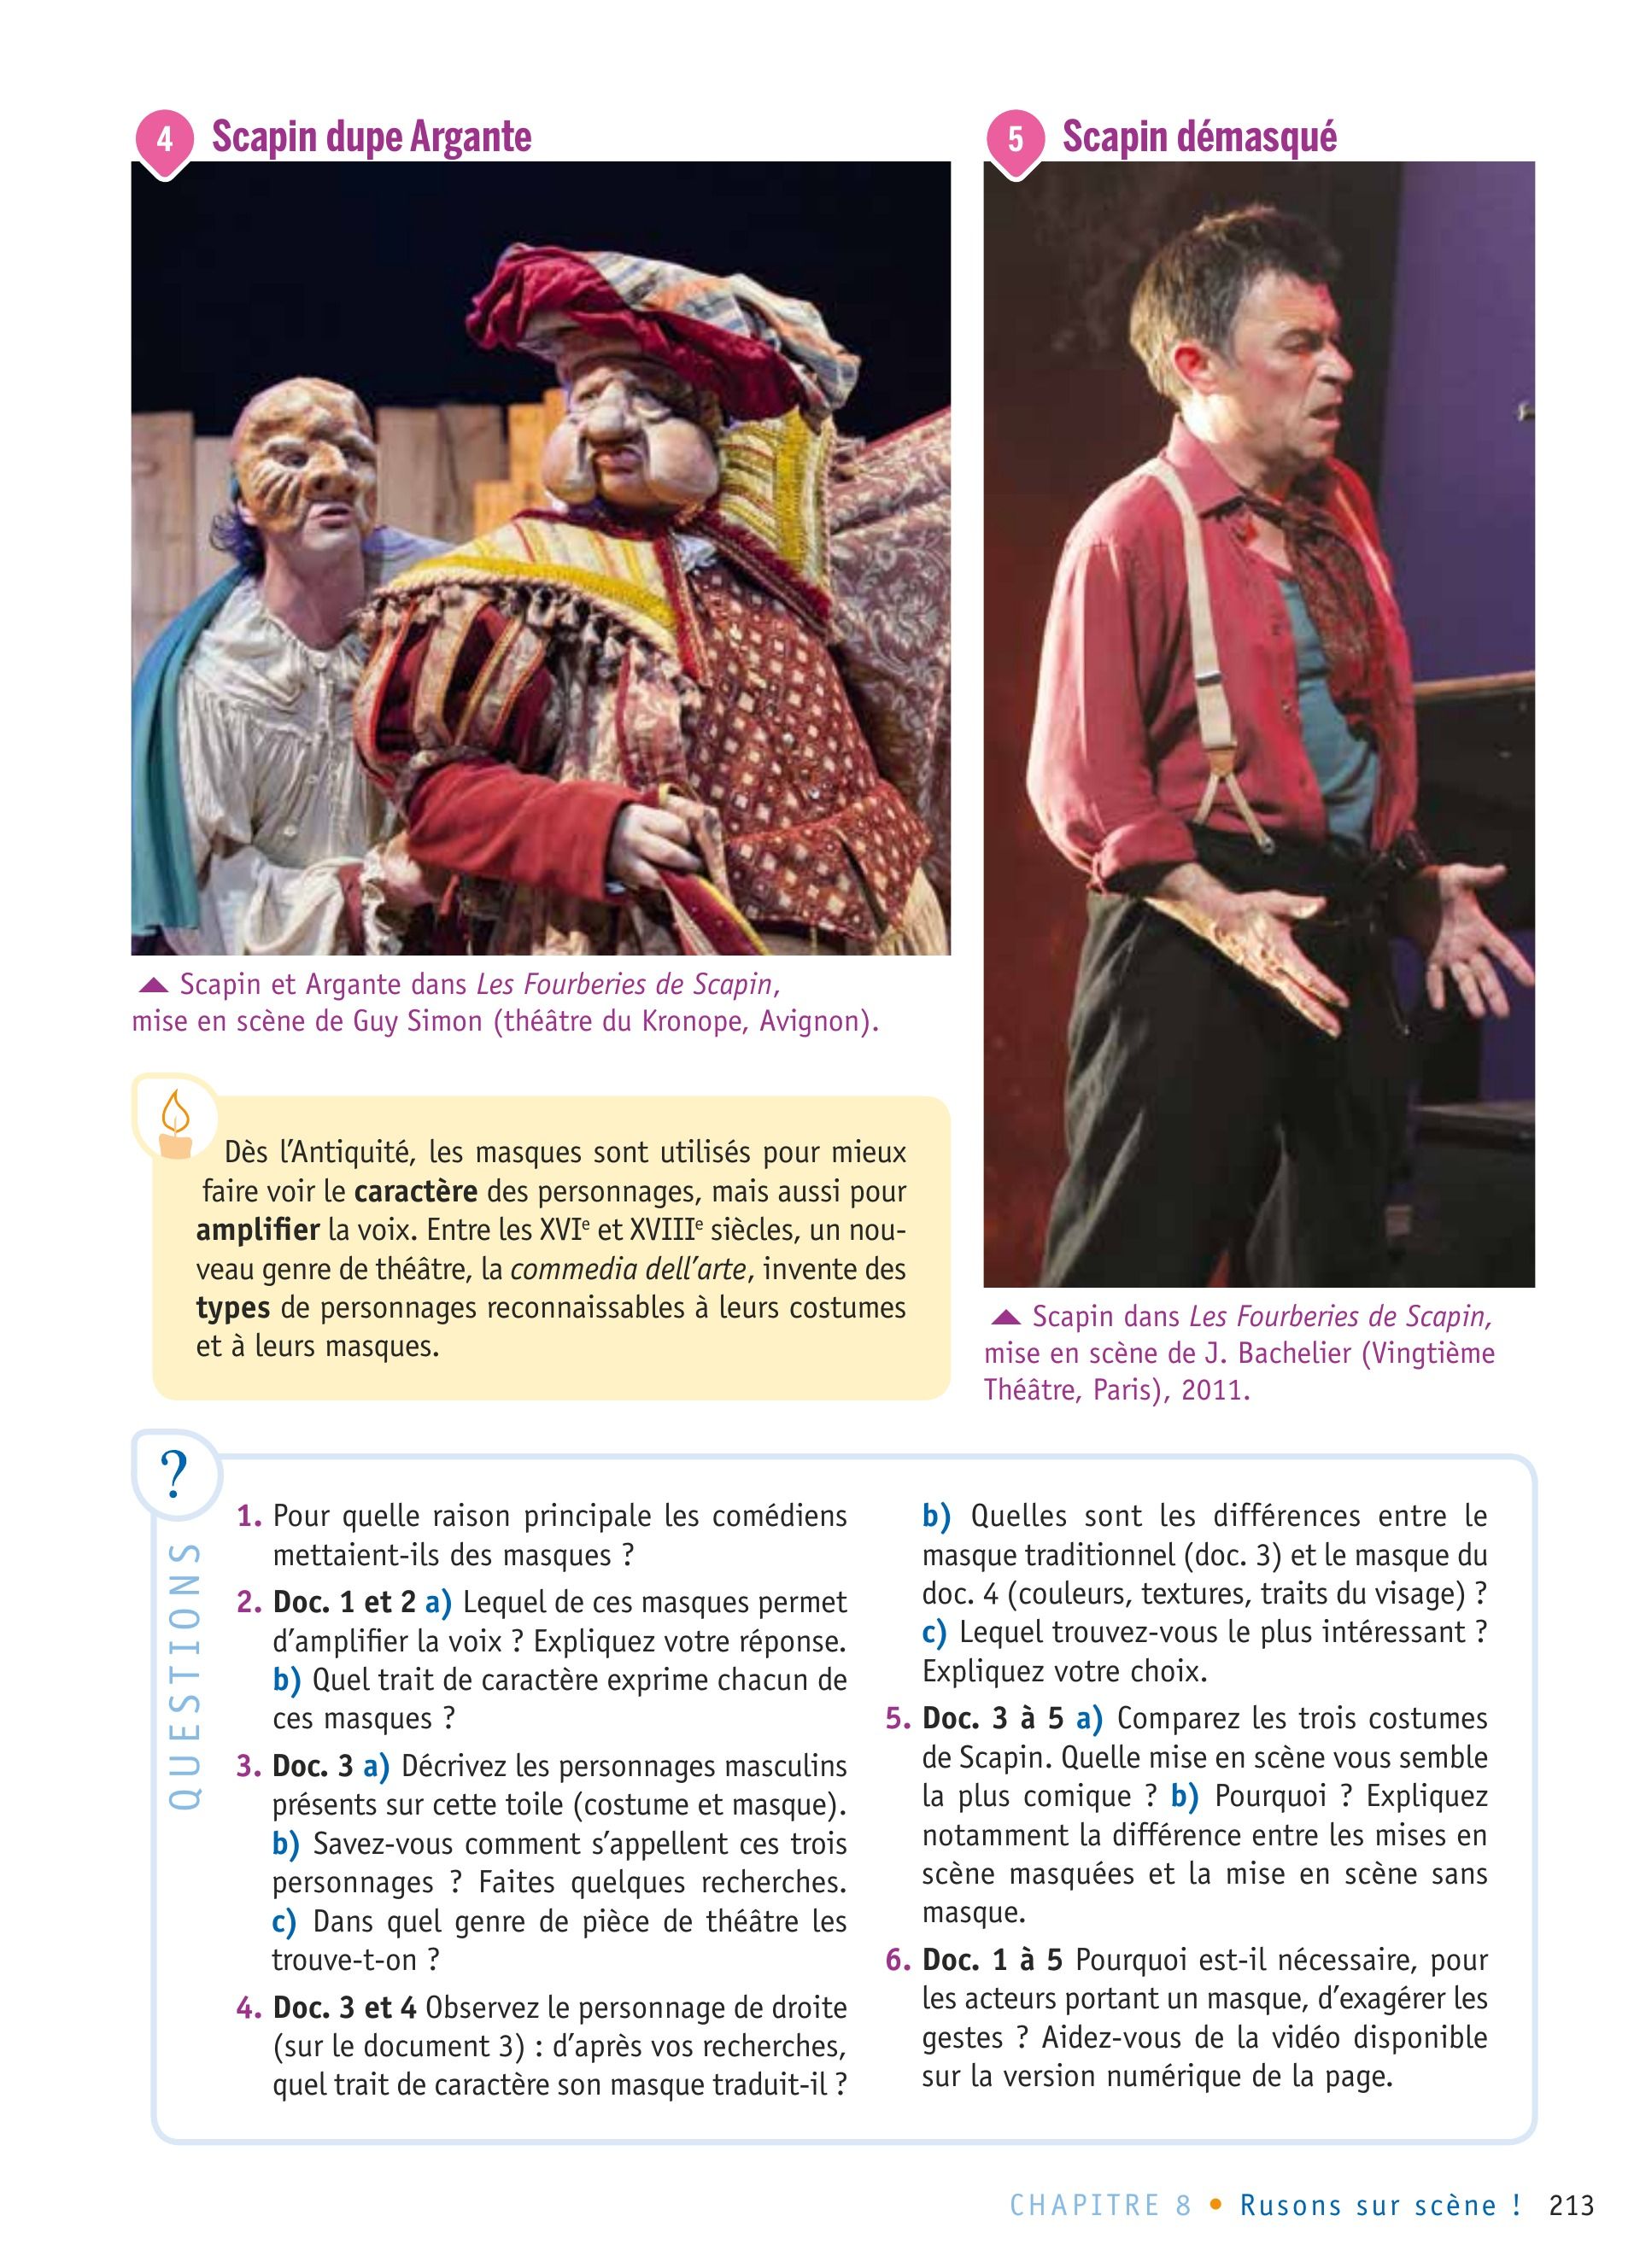 4 Scapin dupe Argante
5 Scapin démasqué
Scapin et Argante dans Les Fourberies de Scapin,
mise en scène de Guy Simon (théâtre du Kronope, Avignon).
Dès l’Antiquité, les masques sont utilisés pour mieux
faire voir le caractère des personnages, mais aussi pour
amplifier la voix. Entre les XVIe et XVIIIe siècles, un nou-
veau genre de théâtre, la commedia dell’arte, invente des
types de personnages reconnaissables à leurs costumes
et à leurs masques.
Scapin dans Les Fourberies de Scapin,
mise en scène de J. Bachelier (Vingtième
Théâtre, Paris), 2011.
?
QUESTIONS
1. Pour quelle raison principale les comédiens
mettaient-ils des masques ?
2. Doc. 1 et 2 a) Lequel de ces masques permet
d’amplifier la voix ? Expliquez votre réponse.
b) Quel trait de caractère exprime chacun de
ces masques ?
3. Doc. 3 a) Décrivez les personnages masculins
présents sur cette toile (costume et masque).
b) Savez-vous comment s’appellent ces trois
personnages ? Faites quelques recherches.
c) Dans quel genre de pièce de théâtre les
trouve-t-on ?
4. Doc. 3 et 4 Observez le personnage de droite
(sur le document 3) : d’après vos recherches,
quel trait de caractère son masque traduit-il ?
b) Quelles sont les différences entre le
masque traditionnel (doc. 3) et le masque du
doc. 4 (couleurs, textures, traits du visage) ?
c) Lequel trouvez-vous le plus intéressant ?
Expliquez votre choix.
5. Doc. 3 à 5 a) Comparez les trois costumes
de Scapin. Quelle mise en scène vous semble
la plus comique ? b) Pourquoi ? Expliquez
notamment la différence entre les mises en
scène masquées et la mise en scène sans
masque.
6. Doc. 1 à 5 Pourquoi est-il nécessaire, pour
les acteurs portant un masque, d’exagérer les
gestes ? Aidez-vous de la vidéo disponible
sur la version numérique de la page.
CHAPITRE 8 • Rusons sur scène ! 213